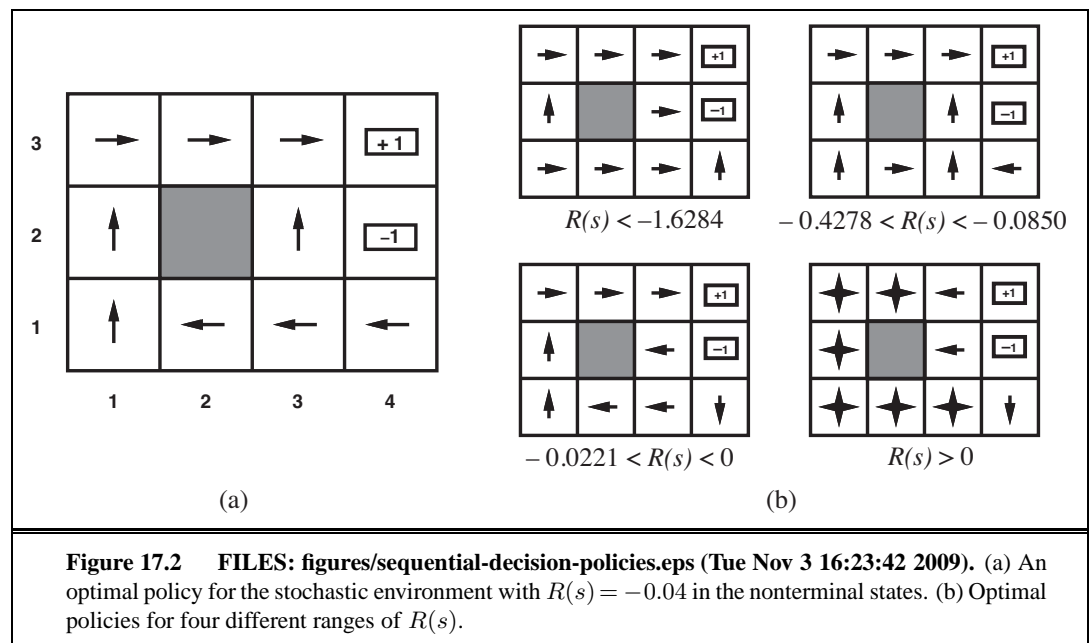 3
+ 1
2
–1
1
1 2 3 4
(a)
+1
–1
R(s) < –1.6284
+1
–1
– 0.4278 < R(s) < – 0.0850
+1
–1
– 0.0221 < R(s) < 0
+1
–1
R(s) > 0
(b)
Figure 17.2 FILES: figures/sequential-decision-policies.eps (Tue Nov 3 16:23:42 2009). (a) An
optimal policy for the stochastic environment with R(s) = −0.04 in the nonterminal states. (b) Optimal
policies for four different ranges of R(s).